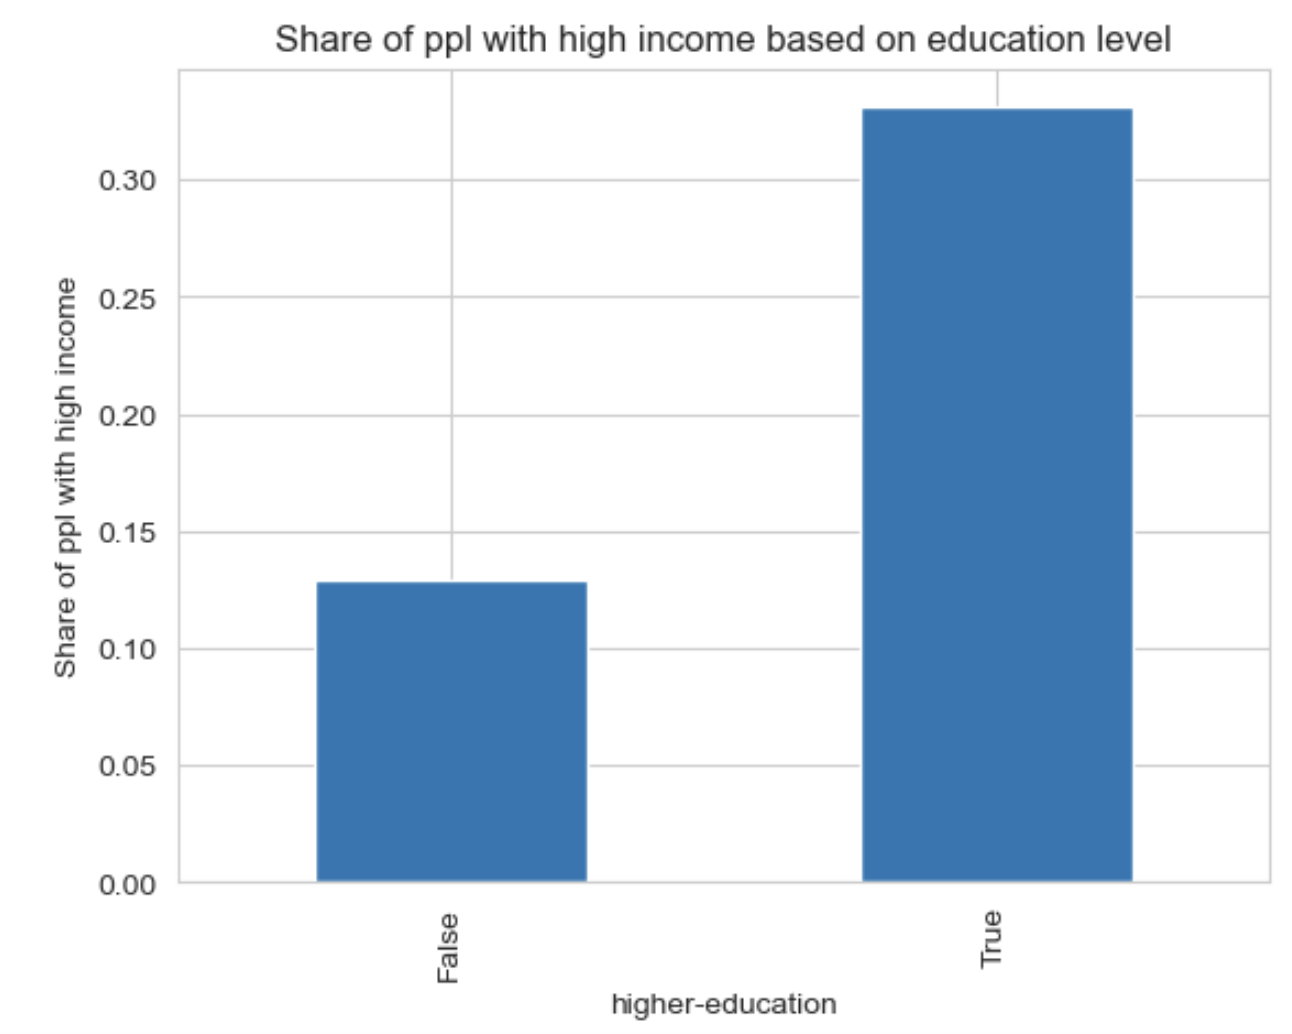 Share of ppl with high income based on education level
Share of ppl with high income
0.30
0.25
0.20
0.15
0.10
0.05
0.00
False
True
higher-education